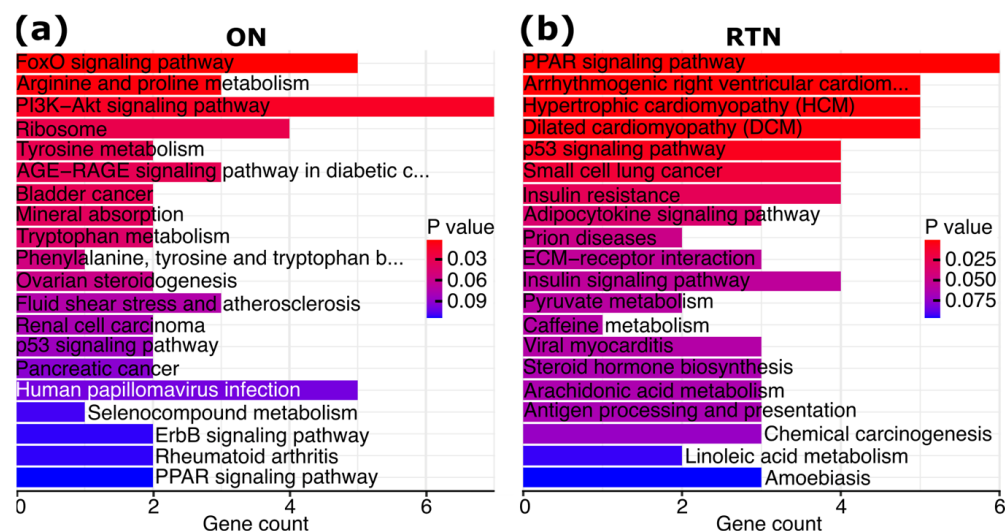 (a)
ON
FoxO signaling pathway
Arginine and proline metabolism
PI3K−Akt signaling pathway
Ribosome
Tyrosine metabolism
AGE−RAGE signaling pathway in diabetic c...
Bladder cancer
Mineral absorption
Tryptophan metabolism
Phenylalanine, tyrosine and tryptophan b...
Ovarian steroidogenesis
Fluid shear stress and atherosclerosis
Renal cell carcinoma
p53 signaling pathway
Pancreatic cancer
Human papillomavirus infection
Selenocompound metabolism
ErbB signaling pathway
Rheumatoid arthritis
PPAR signaling pathway
0 2 4 6
Gene count
P value
0.03
0.06
0.09
(b)
RTN
PPAR signaling pathway
Arrhythmogenic right ventricular cardiom...
Hypertrophic cardiomyopathy (HCM)
Dilated cardiomyopathy (DCM)
p53 signaling pathway
Small cell lung cancer
Insulin resistance
Adipocytokine signaling pathway
Prion diseases
ECM−receptor interaction
Insulin signaling pathway
Pyruvate metabolism
Caffeine metabolism
Viral myocarditis
Steroid hormone biosynthesis
Arachidonic acid metabolism
Antigen processing and presentation
Chemical carcinogenesis
Linoleic acid metabolism
Amoebiasis
0 2 4 6
Gene count
P value
0.025
0.050
0.075